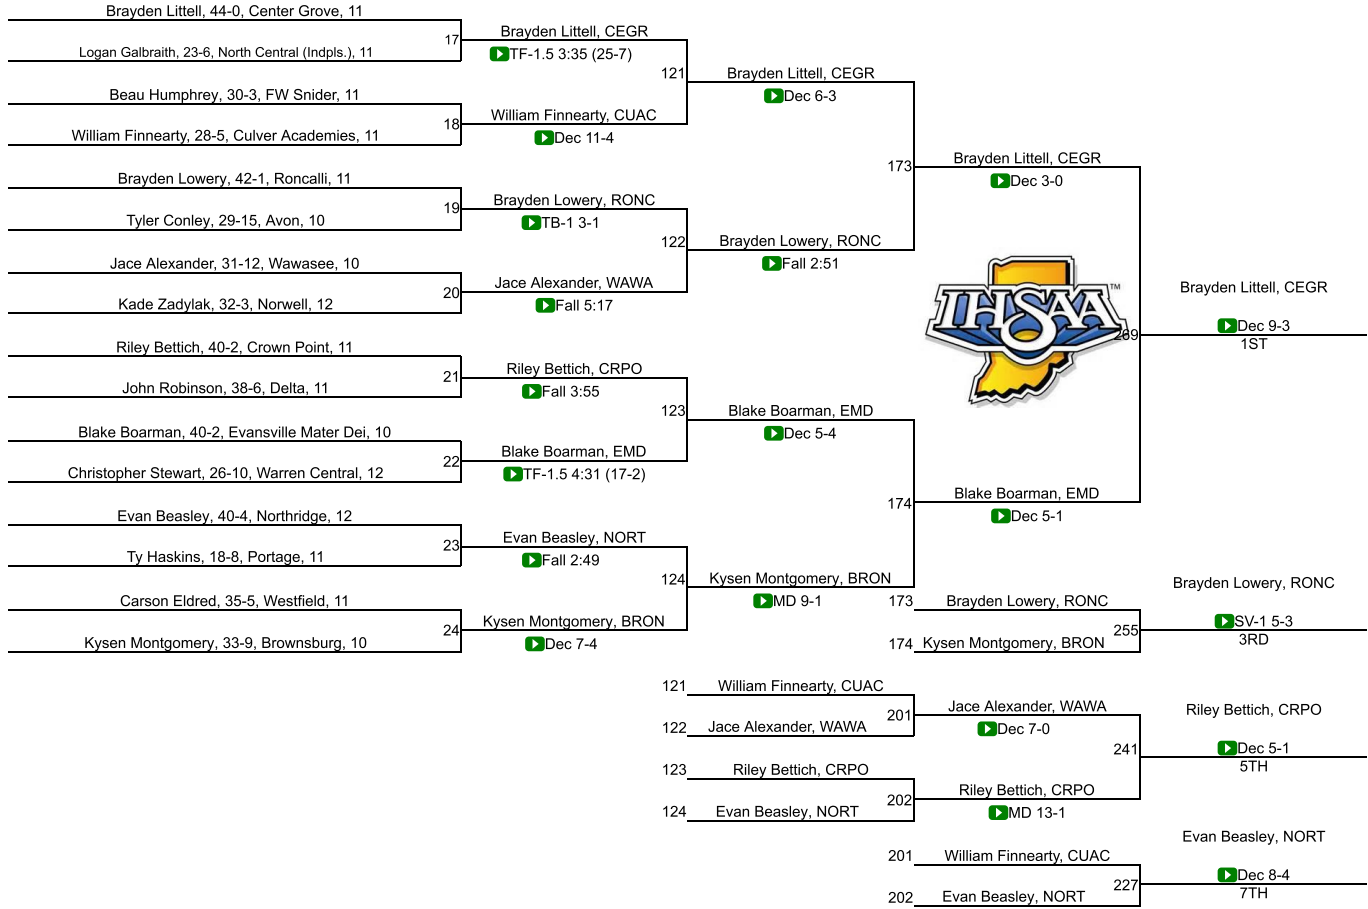 Brayden Littell, 44-0, Center Grove, 11
17
Logan Galbraith, 23-6, North Central (Indpls.), 11
Brayden Littell, CEGR
TF-1.5 3:35 (25-7)
Beau Humphrey, 30-3, FW Snider, 11
18
William Finnearty, 28-5, Culver Academies, 11
William Finnearty, CUAC
Dec 11-4
Brayden Lowery, 42-1, Roncalli, 11
19
Tyler Conley, 29-15, Avon, 10
Brayden Lowery, RONC
TB-1 3-1
Jace Alexander, 31-12, Wawasee, 10
20
Kade Zadylak, 32-3, Norwell, 12
Jace Alexander, WAWA
Fall 5:17
Riley Bettich, 40-2, Crown Point, 11
21
John Robinson, 38-6, Delta, 11
Riley Bettich, CRPO
Fall 3:55
Blake Boarman, 40-2, Evansville Mater Dei, 10
22
Christopher Stewart, 26-10, Warren Central, 12
Blake Boarman, EMD
TF-1.5 4:31 (17-2)
Evan Beasley, 40-4, Northridge, 12
23
Ty Haskins, 18-8, Portage, 11
Evan Beasley, NORT
Fall 2:49
Carson Eldred, 35-5, Westfield, 11
24
Kysen Montgomery, 33-9, Brownsburg, 10
Kysen Montgomery, BRON
Dec 7-4
121
Brayden Littell, CEGR
Dec 6-3
122
Brayden Lowery, RONC
Fall 2:51
123
Blake Boarman, EMD
Dec 5-4
124
Kysen Montgomery, BRON
MD 9-1
173
Brayden Littell, CEGR
Dec 3-0
174
Blake Boarman, EMD
Dec 5-1
IHSAA
TM
269
Brayden Littell, CEGR
Dec 9-3
1ST
173
Brayden Lowery, RONC
174
Kysen Montgomery, BRON
255
Brayden Lowery, RONC
SV-1 5-3
3RD
121
William Finnearty, CUAC
122
Jace Alexander, WAWA
201
Jace Alexander, WAWA
Dec 7-0
123
Riley Bettich, CRPO
124
Evan Beasley, NORT
202
Riley Bettich, CRPO
MD 13-1
241
Riley Bettich, CRPO
Dec 5-1
5TH
201
William Finnearty, CUAC
202
Evan Beasley, NORT
227
Evan Beasley, NORT
Dec 8-4
7TH